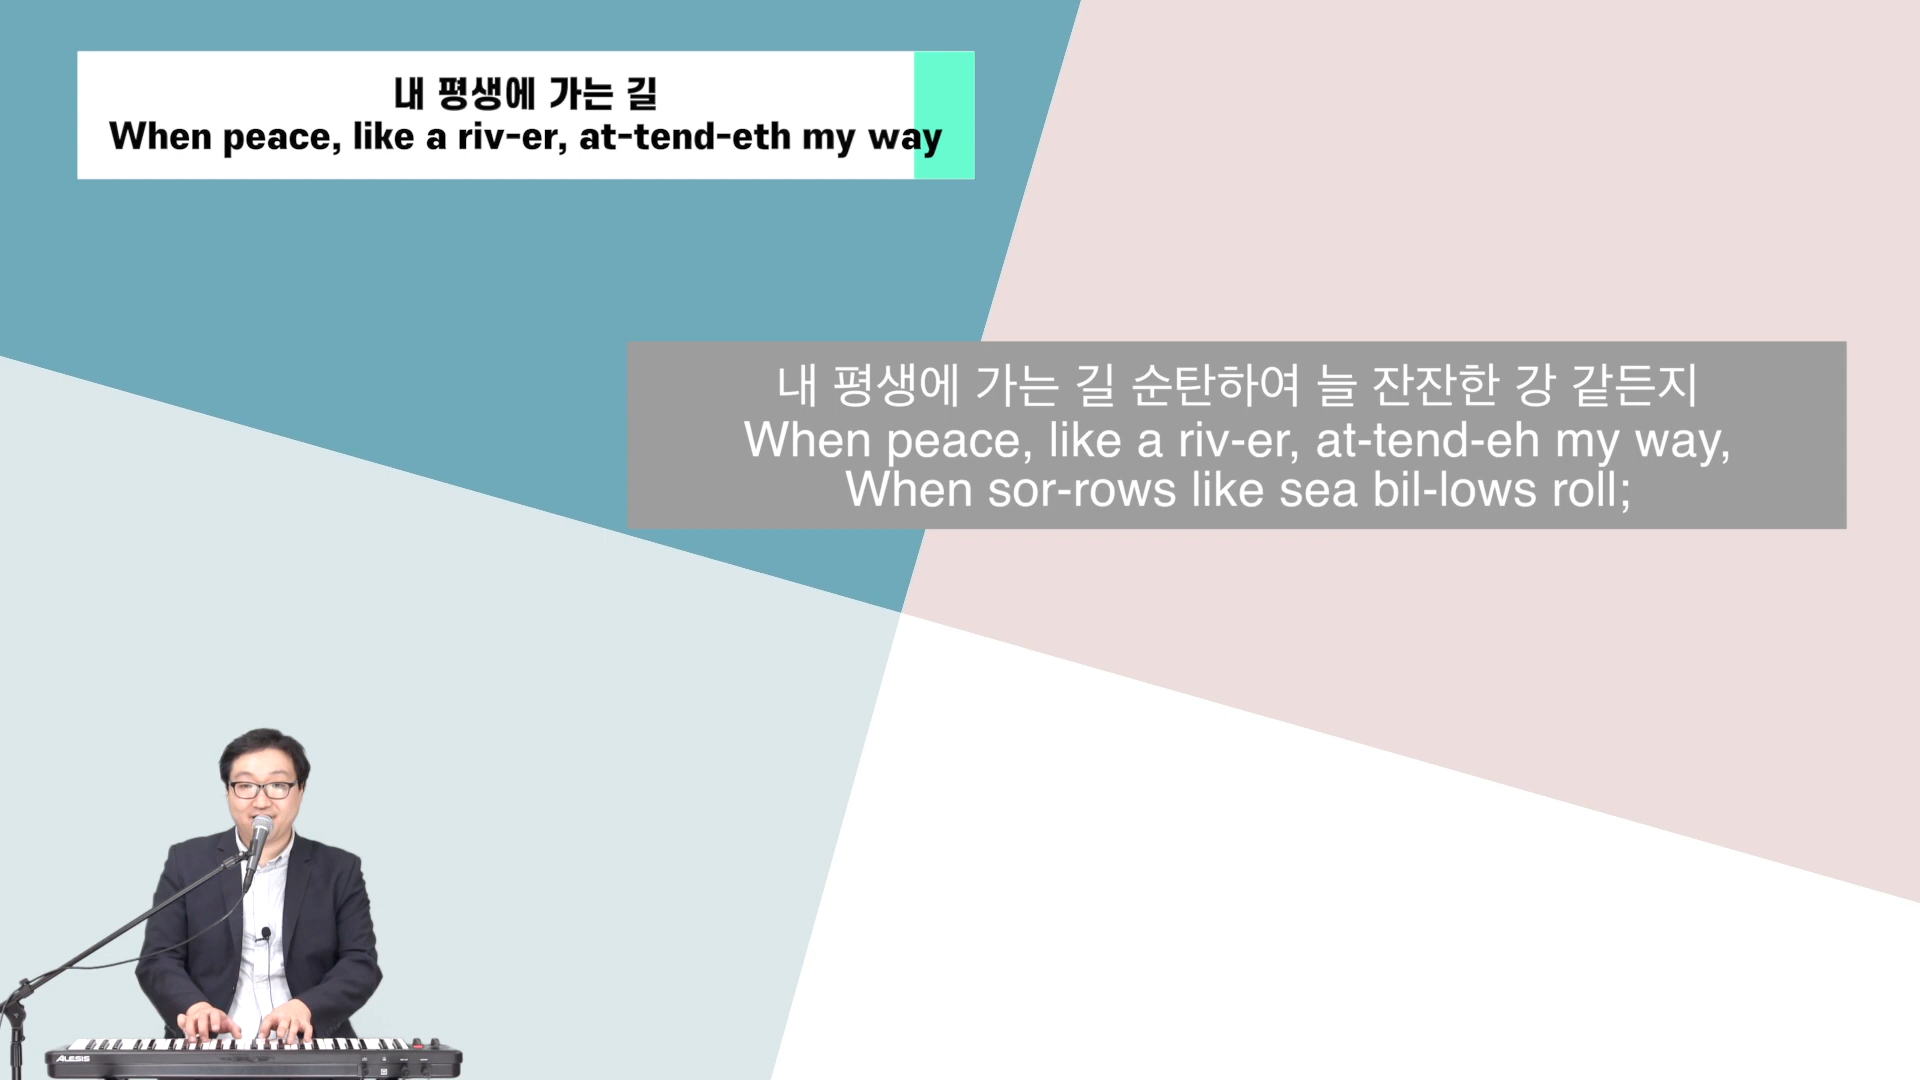 내 평생에 가는 길
When peace, like a riv-er, at-tend-eth my way
내 평생에 가는 길 순탄하여 늘 잔잔한 강 같든지
When peace, like a riv-er, at-tend-eh my way,
When sor-rows like sea bil-lows roll;
ALESIS